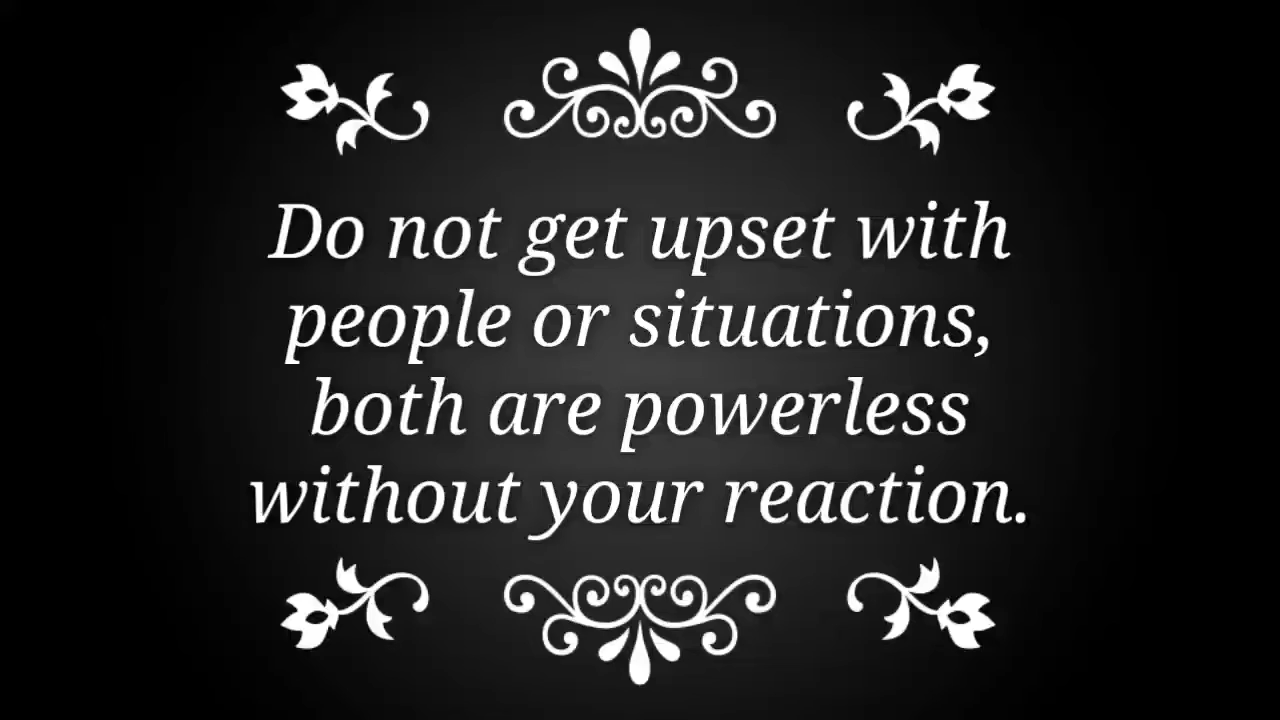 Do not get upset with
people or situations,
both are powerless
without your reaction.